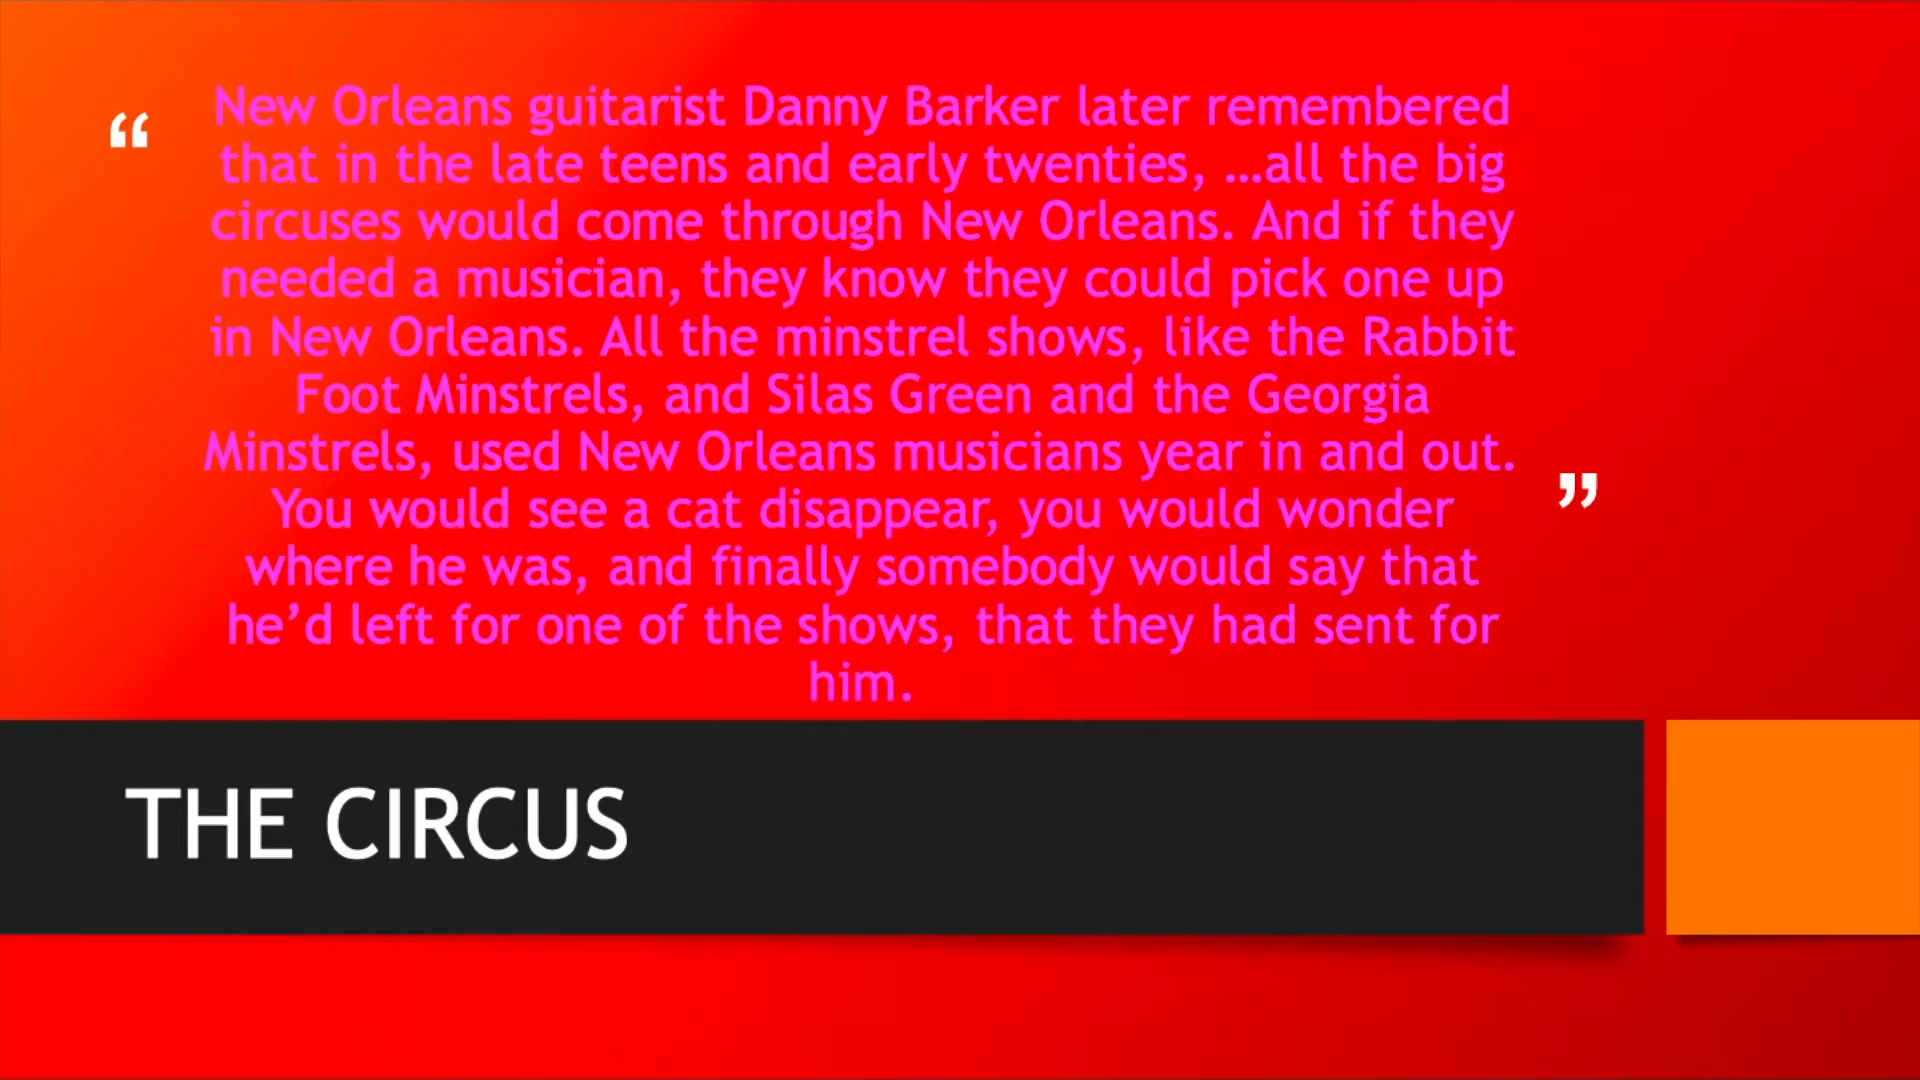 “
New Orleans guitarist Danny Barker later remembered
that in the late teens and early twenties, …all the big
circuses would come through New Orleans. And if they
needed a musician, they know they could pick one up
in New Orleans. All the minstrel shows, like the Rabbit
Foot Minstrels, and Silas Green and the Georgia
Minstrels, used New Orleans musicians year in and out.
You would see a cat disappear, you would wonder
where he was, and finally somebody would say that
he’d left for one of the shows, that they had sent for
him.
”
THE CIRCUS